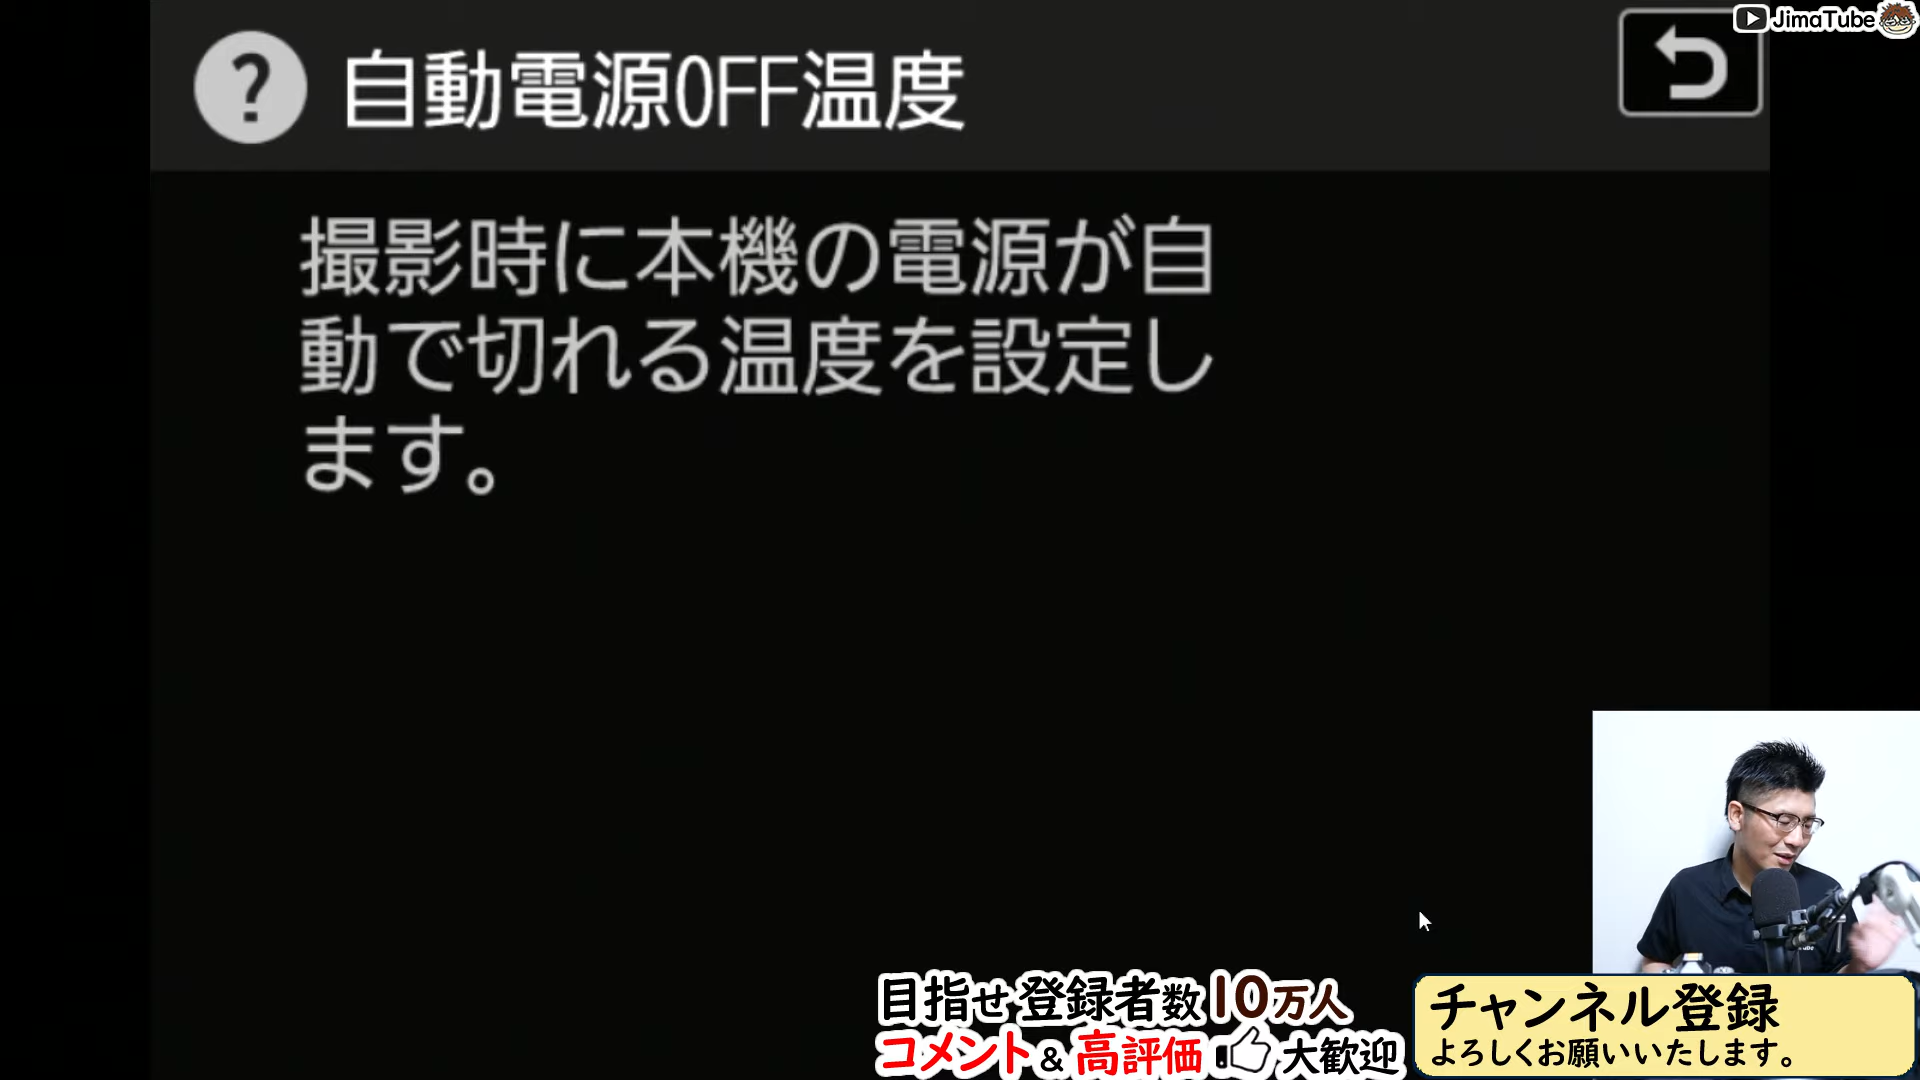 JimaTube
? 自動電源OFF温度
撮影時に本機の電源が自
動で切れる温度を設定し
ます。
目指せ 登録者数10万人
コメント&高評価 大歓迎
チャンネル登録
よろしくお願いいたします。